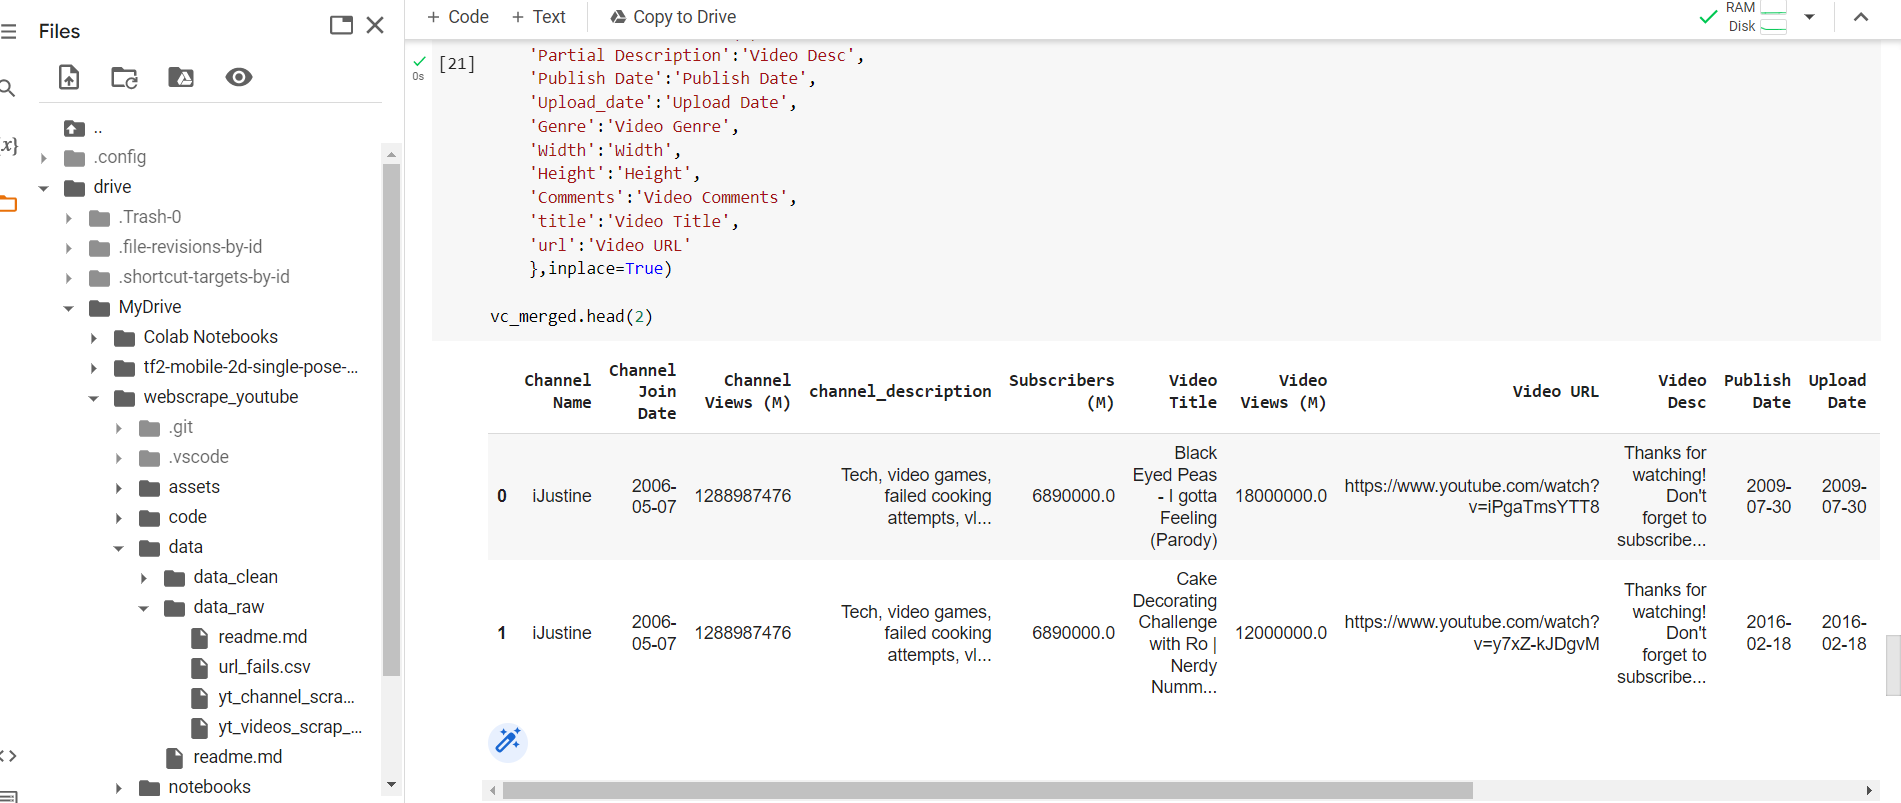 Files
..
.config
drive
.Trash-0
.file-revisions-by-id
.shortcut-targets-by-id
MyDrive
Colab Notebooks
tf2-mobile-2d-single-pose-...
webscrape_youtube
.git
.vscode
assets
code
data
data_clean
data_raw
readme.md
url_fails.csv
yt_channel_scra...
yt_videos_scrap_...
readme.md
notebooks
+ Code + Text Copy to Drive
RAM
Disk
0s
[21]
'Partial Description':'Video Desc',
'Publish Date':'Publish Date',
'Upload_date':'Upload Date',
'Genre':'Video Genre',
'Width':'Width',
'Height':'Height',
'Comments':'Video Comments',
'title':'Video Title',
'url':'Video URL'
},inplace=True)
vc_merged.head(2)
Channel Name
Channel Join Date
Channel Views (M)
channel_description
Subscribers (M)
Video Title
Video Views (M)
Video URL
Video Desc
Publish Date
Upload Date
0
iJustine
2006-
05-07
1288987476
Tech, video games,
failed cooking
attempts, vl...
6890000.0
Black
Eyed Peas
- I gotta
Feeling
(Parody)
18000000.0
https://www.youtube.com/watch?
v=iPgaTmsYTT8
Thanks for
watching!
Don't
forget to
subscribe...
2009-
07-30
2009-
07-30
1
iJustine
2006-
05-07
1288987476
Tech, video games,
failed cooking
attempts, vl...
6890000.0
Cake
Decorating
Challenge
with Ro |
Nerdy
Numm...
12000000.0
https://www.youtube.com/watch?
v=y7xZ-kJDgvM
Thanks for
watching!
Don't
forget to
subscribe...
2016-
02-18
2016-
02-18